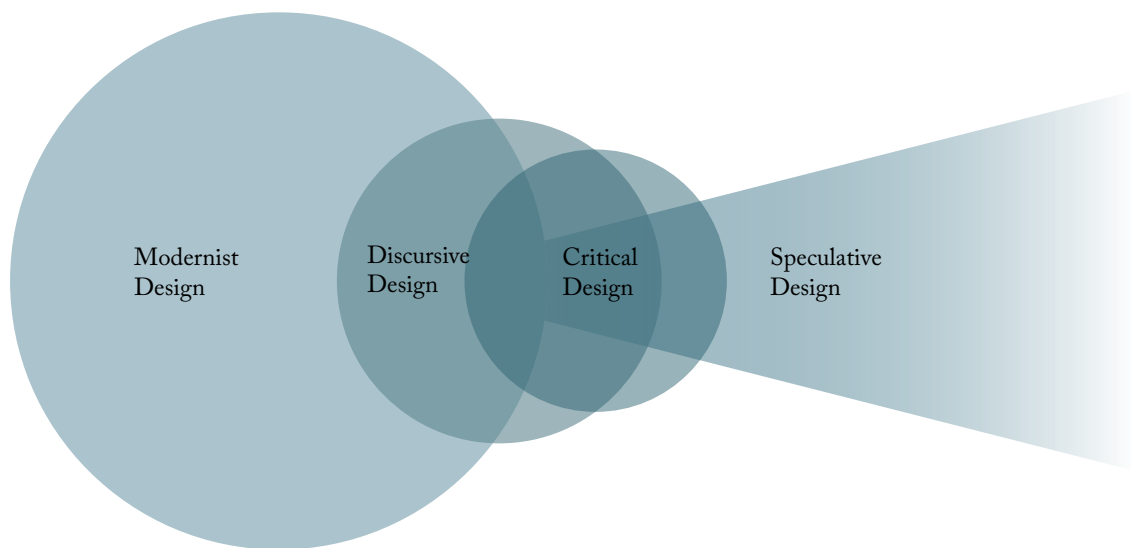 Modernist
Design
Discursive
Design
Critical
Design
Speculative
Design